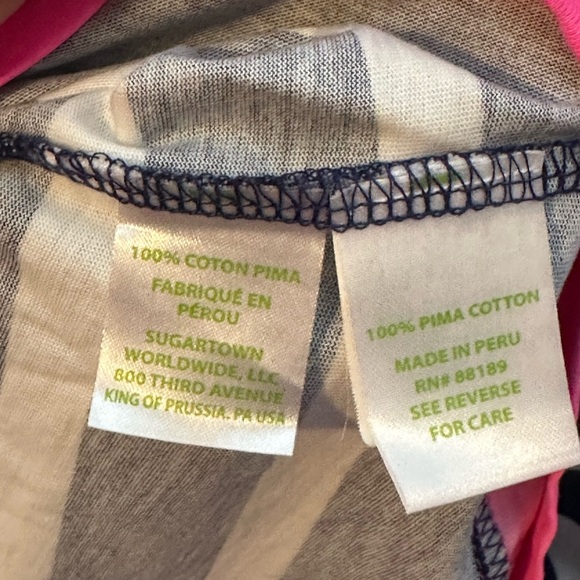 100% COTON PIMA
FABRIQUÉ EN
PÉROU
SUGARTOWN
WORLDWIDE, LLC
800 THIRD AVENUE
KING OF PRUSSIA, PA USA
100% PIMA COTTON
MADE IN PERU
RN# 88189
SEE REVERSE
FOR CARE